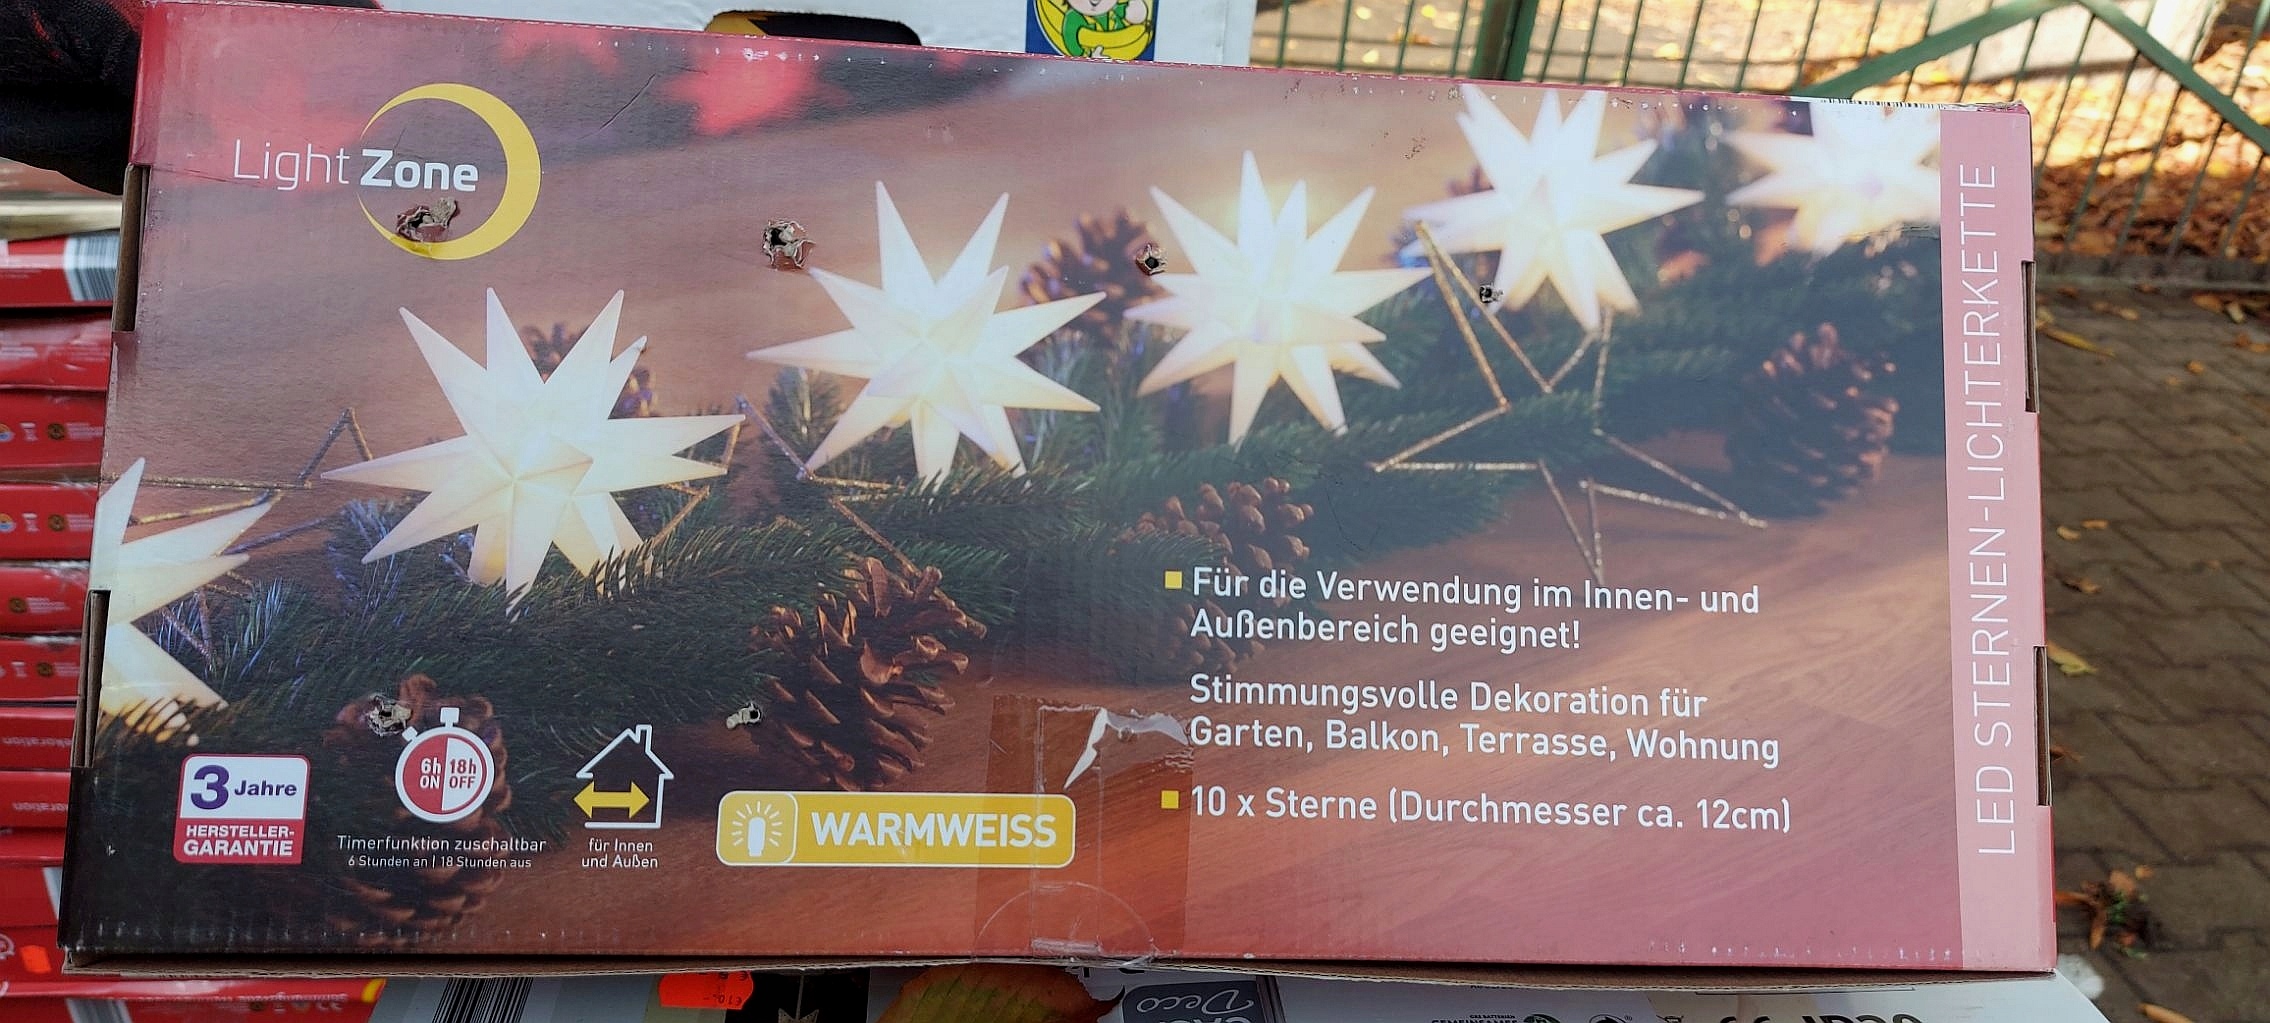 Light Zone
Für die Verwendung im Innen- und
Außenbereich geeignet!
Stimmungsvolle Dekoration für
Garten, Balkon, Terrasse, Wohnung
10 x Sterne (Durchmesser ca. 12cm)
3 Jahre
HERSTELLER-
GARANTIE
6h 18h
ON OFF
Timerfunktion zuschaltbar
6 Stunden an | 18 Stunden aus
für Innen
und Außen
WARMWEISS
LED STERNEN-LICHTERKETTE
€10.-
Deco